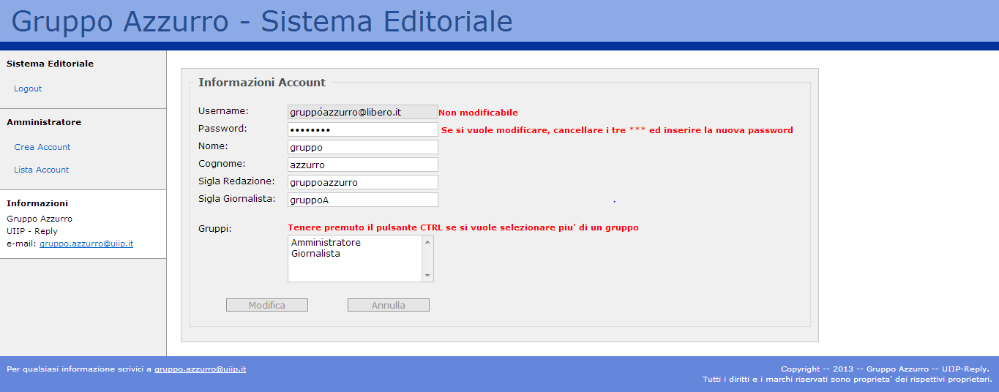 Gruppo Azzurro - Sistema Editoriale
Sistema Editoriale
Logout
Amministratore
Crea Account
Lista Account
Informazioni
Gruppo Azzurro
UIIP - Reply
e-mail: gruppo.azzurro@uiip.it
Informazioni Account
Username: gruppoazzurro@libero.it Non modificabile
Password: •••••••• Se si vuole modificare, cancellare i tre *** ed inserire la nuova password
Nome: gruppo
Cognome: azzurro
Sigla Redazione: gruppoazzurro
Sigla Giornalista: gruppoA
Gruppi: Tenere premuto il pulsante CTRL se si vuole selezionare piu' di un gruppo
Amministratore
Giornalista
Modifica Annulla
Per qualsiasi informazione scrivici a gruppo.azzurro@uiip.it
Copyright -- 2013 -- Gruppo Azzurro -- UIIP-Reply.
Tutti i diritti e i marchi riservati sono proprieta' dei rispettivi proprietari.